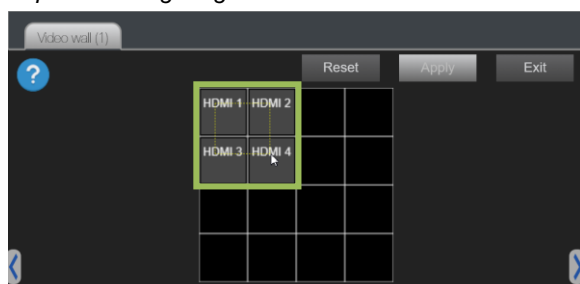 Video wall (1)
?
Reset Apply Exit
HDMI 1 HDMI 2
HDMI 3 HDMI 4